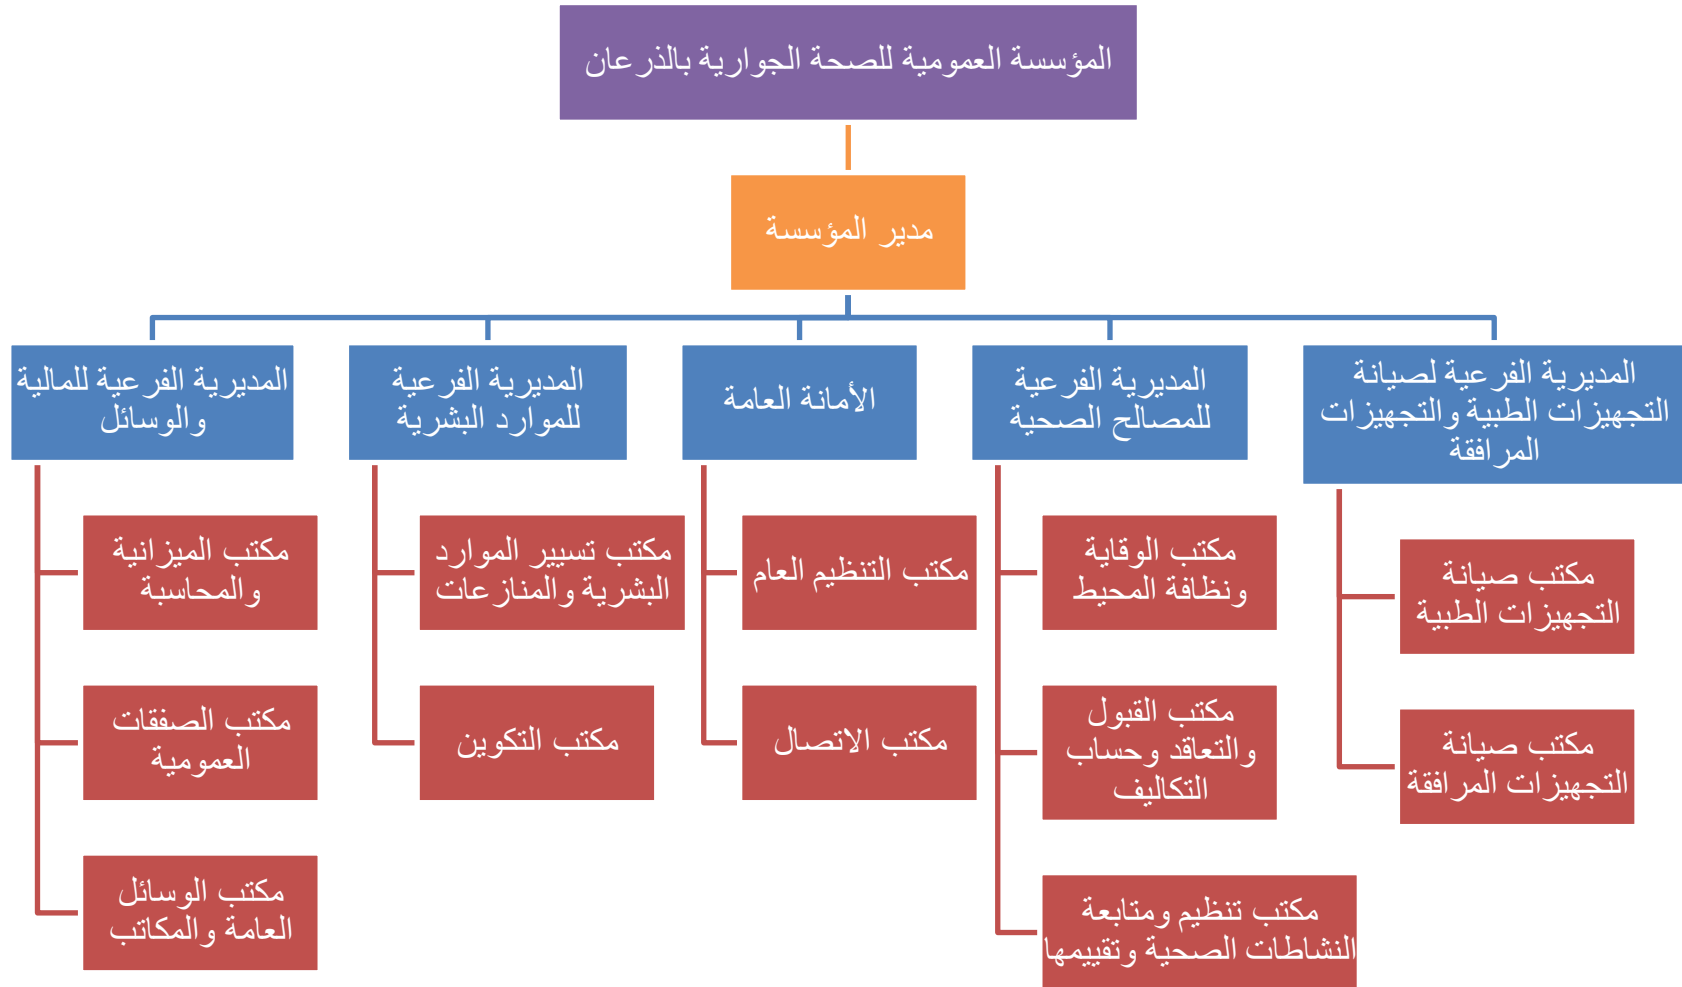 المؤسسة العمومية للصحة الجوارية بالذرعان
مدير المؤسسة
المديرية الفرعية لصيانة
التجهيزات الطبية والتجهيزات
المرافقة
مكتب صيانة
التجهيزات الطبية
مكتب صيانة
التجهيزات المرافقة
المديرية الفرعية
للمصالح الصحية
مكتب الوقاية
ونظافة المحيط
مكتب القبول
والتعاقد وحساب
التكاليف
مكتب تنظيم ومتابعة
النشاطات الصحية وتقييمها
الأمانة العامة
مكتب التنظيم العام
مكتب الاتصال
المديرية الفرعية
للموارد البشرية
مكتب تسيير الموارد
البشرية والمنازعات
مكتب التكوين
المديرية الفرعية للمالية
والوسائل
مكتب الميزانية
والمحاسبة
مكتب الصفقات
العمومية
مكتب الوسائل
العامة والمكاتب